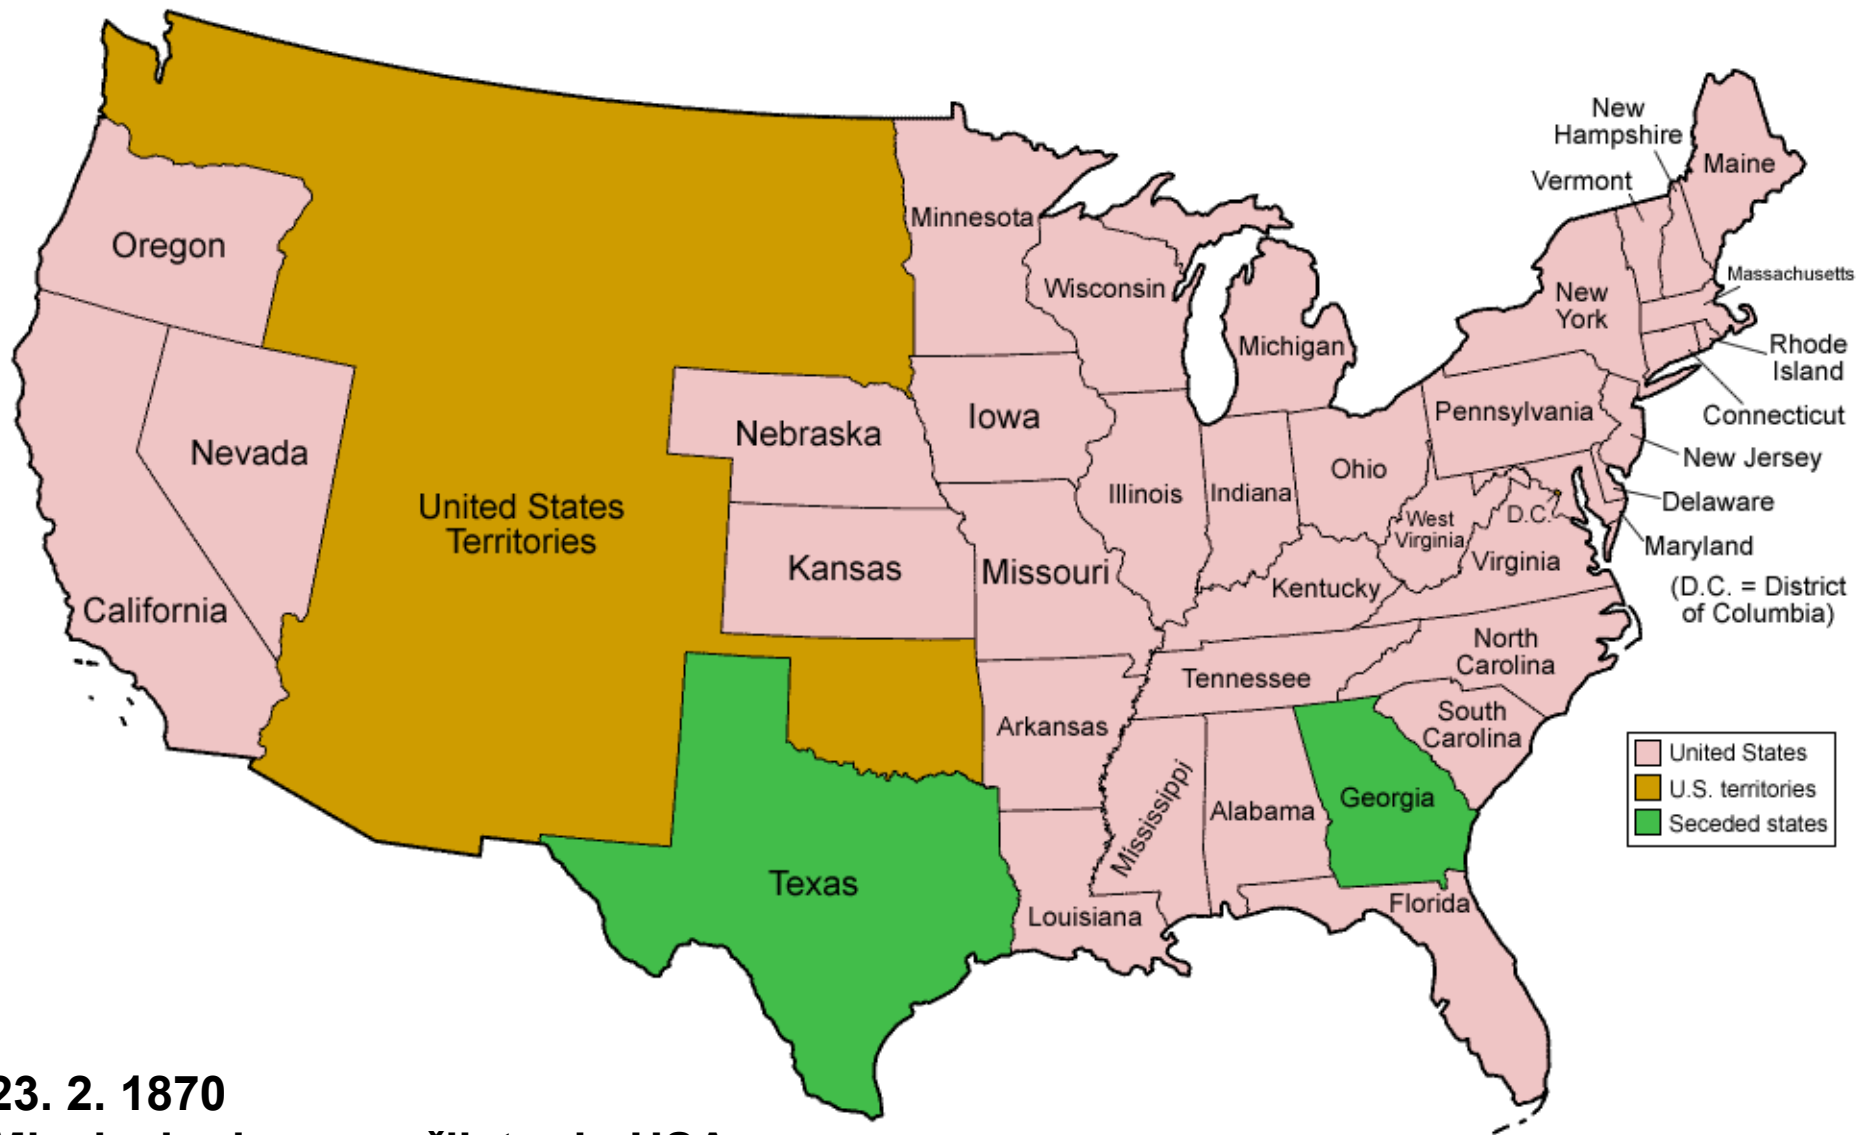 New
Hampshire
Maine
Vermont
Massachusetts
New
York
Rhode
Island
Connecticut
New Jersey
Delaware
Maryland
(D.C. = District
of Columbia)
Oregon
Minnesota
Wisconsin
Michigan
Iowa
Nebraska
Pennsylvania
Nevada
Ohio
Illinois
Indiana
United States
Territories
West
Virginia
D.C.
Virginia
Kansas
Missouri
Kentucky
California
North
Carolina
Tennessee
South
Carolina
Arkansas
Mississippi
Alabama
Georgia
Texas
Louisiana
Florida
United States
U.S. territories
Seceded states
23. 2. 1870
USA